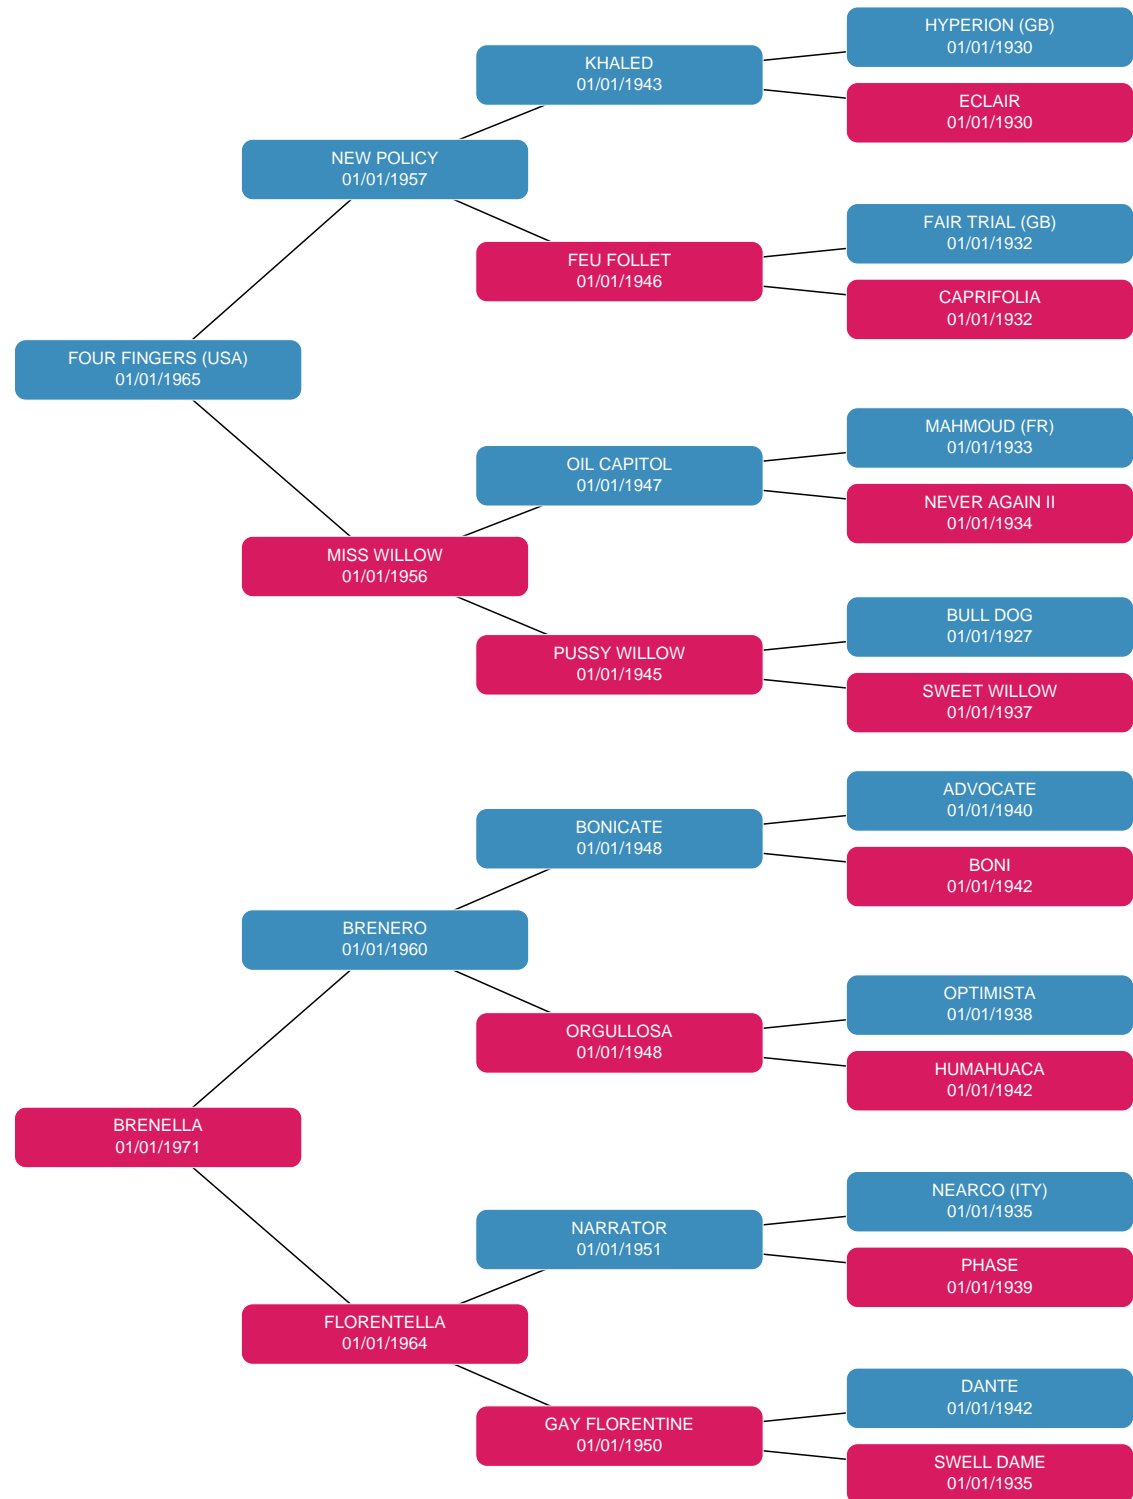 HYPERION (GB)
01/01/1930
KHALED
01/01/1943
ECLAIR
01/01/1930
NEW POLICY
01/01/1957
FAIR TRIAL (GB)
01/01/1932
FEU FOLLET
01/01/1946
CAPRIFOLIA
01/01/1932
FOUR FINGERS (USA)
01/01/1965
MAHMOUD (FR)
01/01/1933
OIL CAPITOL
01/01/1947
NEVER AGAIN II
01/01/1934
MISS WILLOW
01/01/1956
BULL DOG
01/01/1927
PUSSY WILLOW
01/01/1945
SWEET WILLOW
01/01/1937
ADVOCATE
01/01/1940
BONICATE
01/01/1948
BONI
01/01/1942
BRENERO
01/01/1960
OPTIMISTA
01/01/1938
ORGULLOSA
01/01/1948
HUMAHUACA
01/01/1942
BRENELLA
01/01/1971
NEARCO (ITY)
01/01/1935
NARRATOR
01/01/1951
PHASE
01/01/1939
FLORENTELLA
01/01/1964
DANTE
01/01/1942
GAY FLORENTINE
01/01/1950
SWELL DAME
01/01/1935